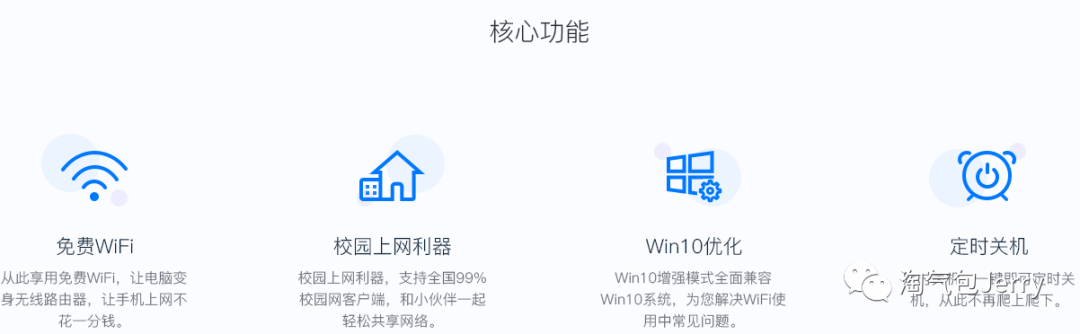 核心功能
免费WiFi
从此享用免费WiFi，让电脑变
身无线路由器，让手机上网不
花一分钱。
校园上网利器
校园上网利器，支持全国99%
校园网客户端，和小伙伴一起
轻松共享网络。
Win10优化
Win10增强模式全面兼容
Win10系统，为您解决WiFi使
用中常见问题。
定时关机
一键即可定时关
机，从此不再爬上爬下。
淘气包Jerry